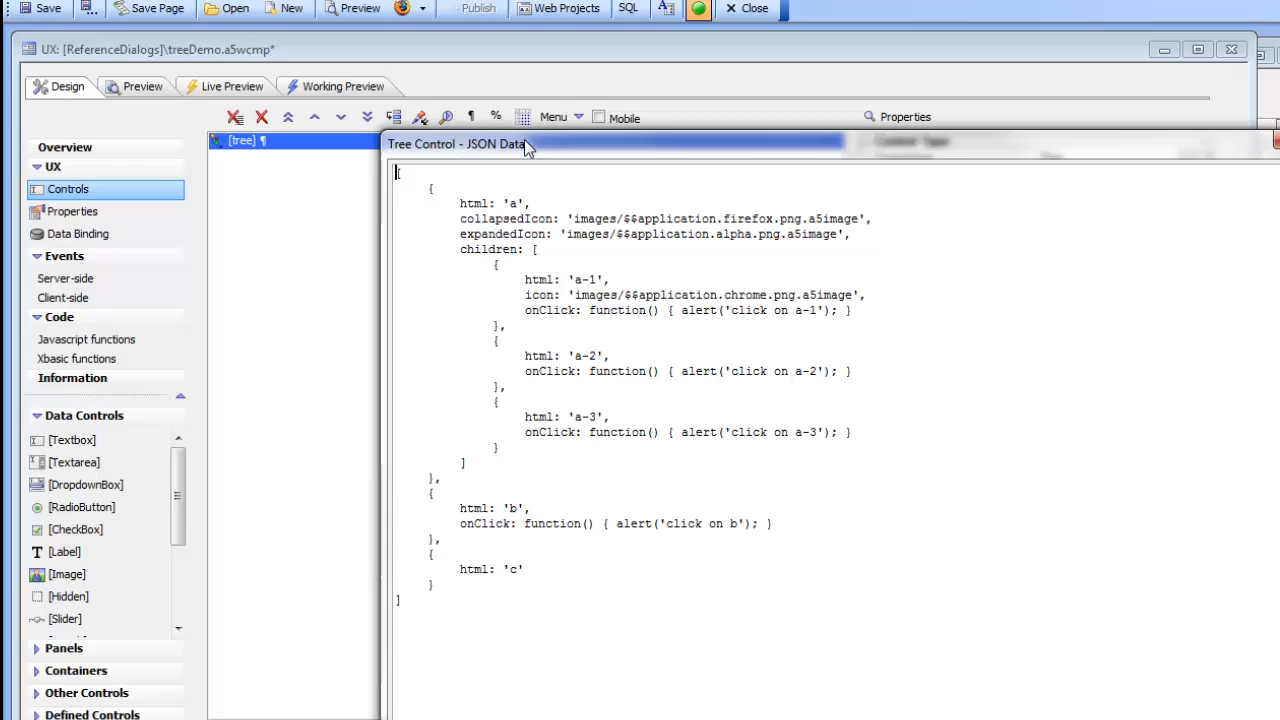 Save Save Page Open New Preview Publish Web Projects SQL A Close
UX: [ReferenceDialogs]\treeDemo.a5wcmp*
Design Preview Live Preview Working Preview
¶ % Menu Mobile Properties
Overview
UX
Controls
Properties
Data Binding
Events
Server-side
Client-side
Code
Javascript functions
Xbasic functions
Information
Data Controls
[Textbox]
[Textarea]
[DropdownBox]
[RadioButton]
[CheckBox]
T [Label]
[Image]
[Hidden]
[Slider]
Panels
Containers
Other Controls
Defined Controls
[tree] ¶
Tree Control - JSON Data
[
{
html: 'a',
collapsedIcon: 'images/$$application.firefox.png.a5image',
expandedIcon: 'images/$$application.alpha.png.a5image',
children: [
{
html: 'a-1',
icon: 'images/$$application.chrome.png.a5image',
onClick: function() { alert('click on a-1'); }
},
{
html: 'a-2',
onClick: function() { alert('click on a-2'); }
},
{
html: 'a-3',
onClick: function() { alert('click on a-3'); }
}
]
},
{
html: 'b',
onClick: function() { alert('click on b'); }
},
{
html: 'c'
}
]